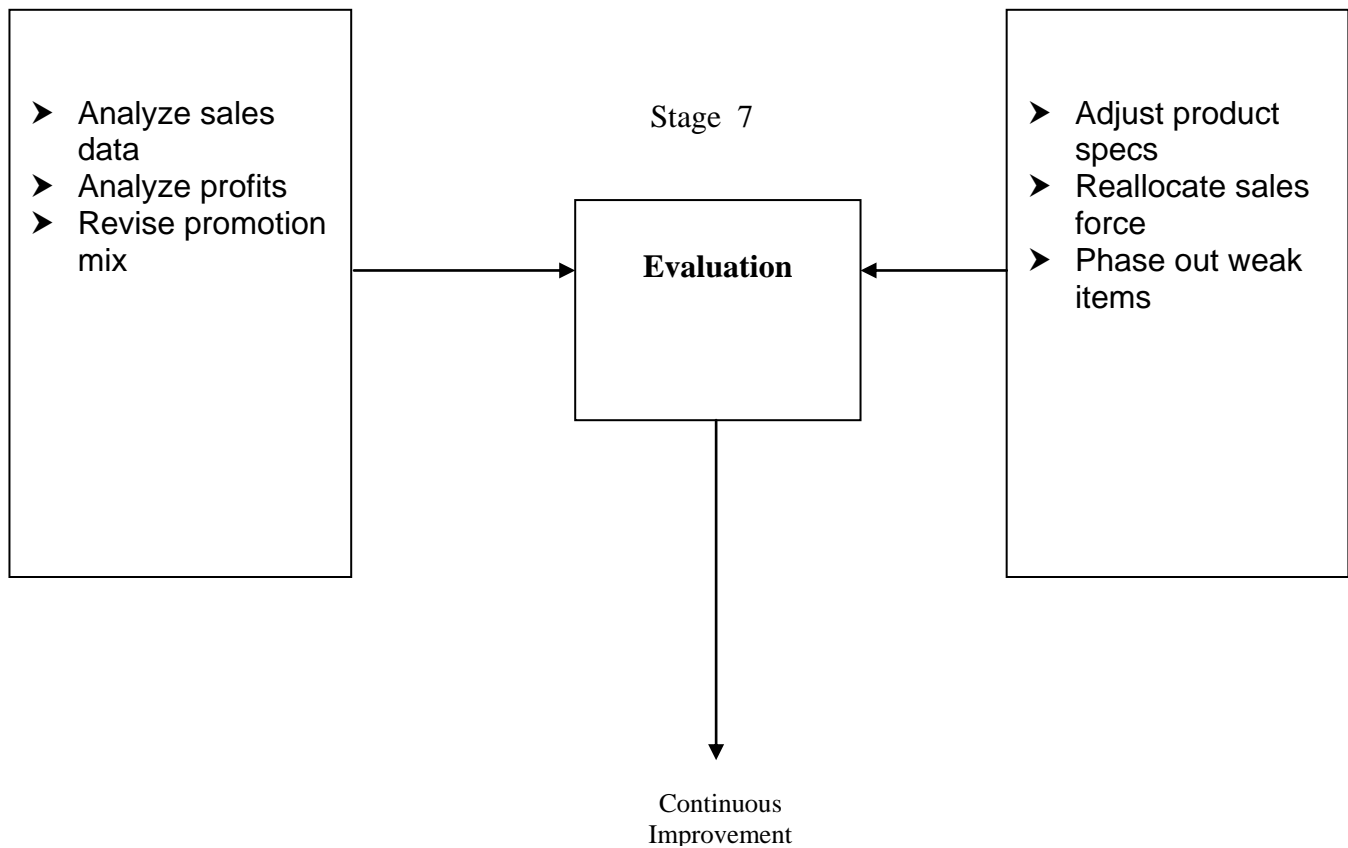 ➤ Analyze sales
data
➤ Analyze profits
➤ Revise promotion
mix
Stage 7
Evaluation
➤ Adjust product
specs
➤ Reallocate sales
force
➤ Phase out weak
items
Continuous
Improvement